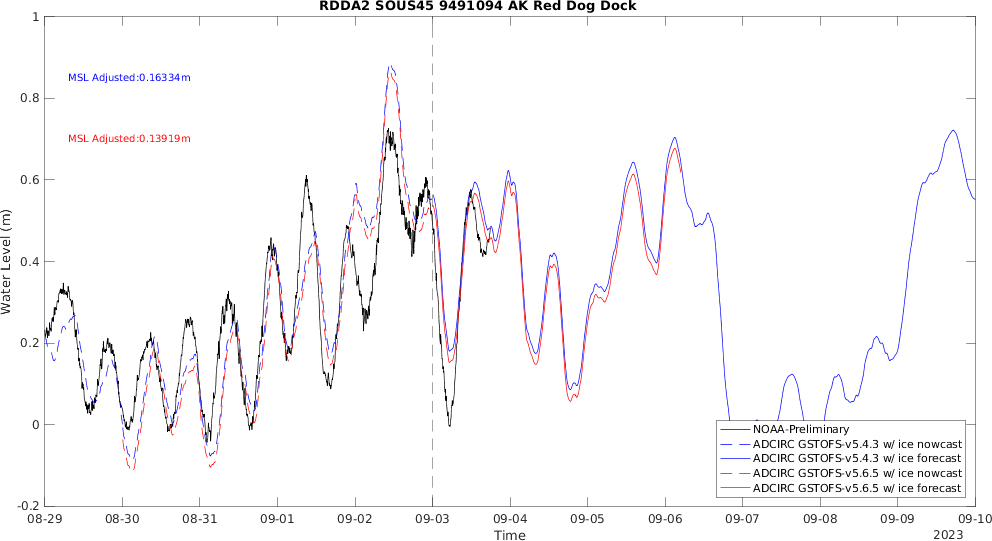 RDDA2 SOUS45 9491094 AK Red Dog Dock
1
0.8
0.6
0.4
0.2
0
-0.2
Water Level (m)
MSL Adjusted:0.16334m
MSL Adjusted:0.13919m
NOAA-Preliminary
ADCIRC GSTOFS-v5.4.3 w/ ice nowcast
ADCIRC GSTOFS-v5.4.3 w/ ice forecast
ADCIRC GSTOFS-v5.6.5 w/ ice nowcast
ADCIRC GSTOFS-v5.6.5 w/ ice forecast
08-29 08-30 08-31 09-01 09-02 09-03 09-04 09-05 09-06 09-07 09-08 09-09 09-10
Time
2023